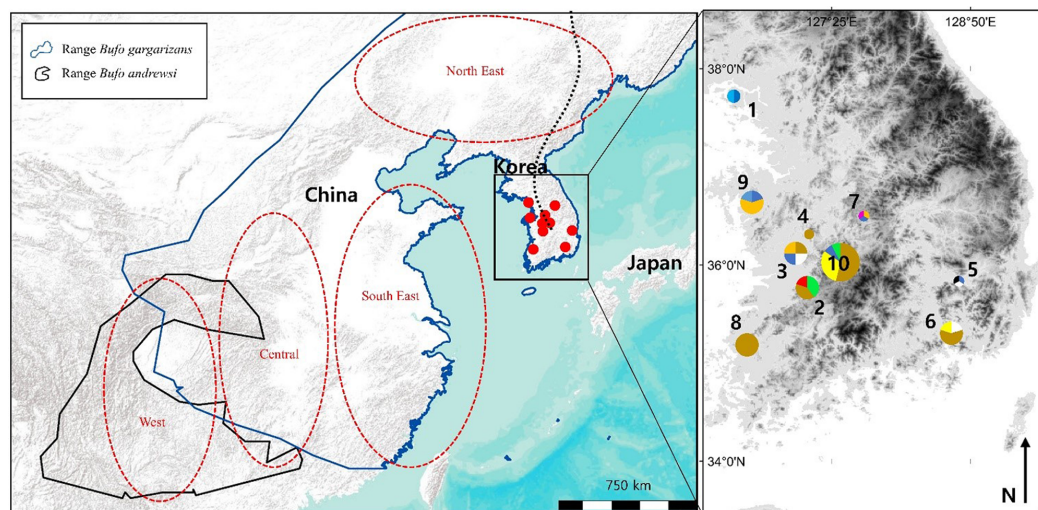 Range Bufo gargarizans
Range Bufo andrewsi
North East
Korea
China
Japan
South East
Central
West
750 km
127°25'E
128°50'E
38°0'N
36°0'N
34°0'N
1
9
7
4
3
10
5
2
6
8
N